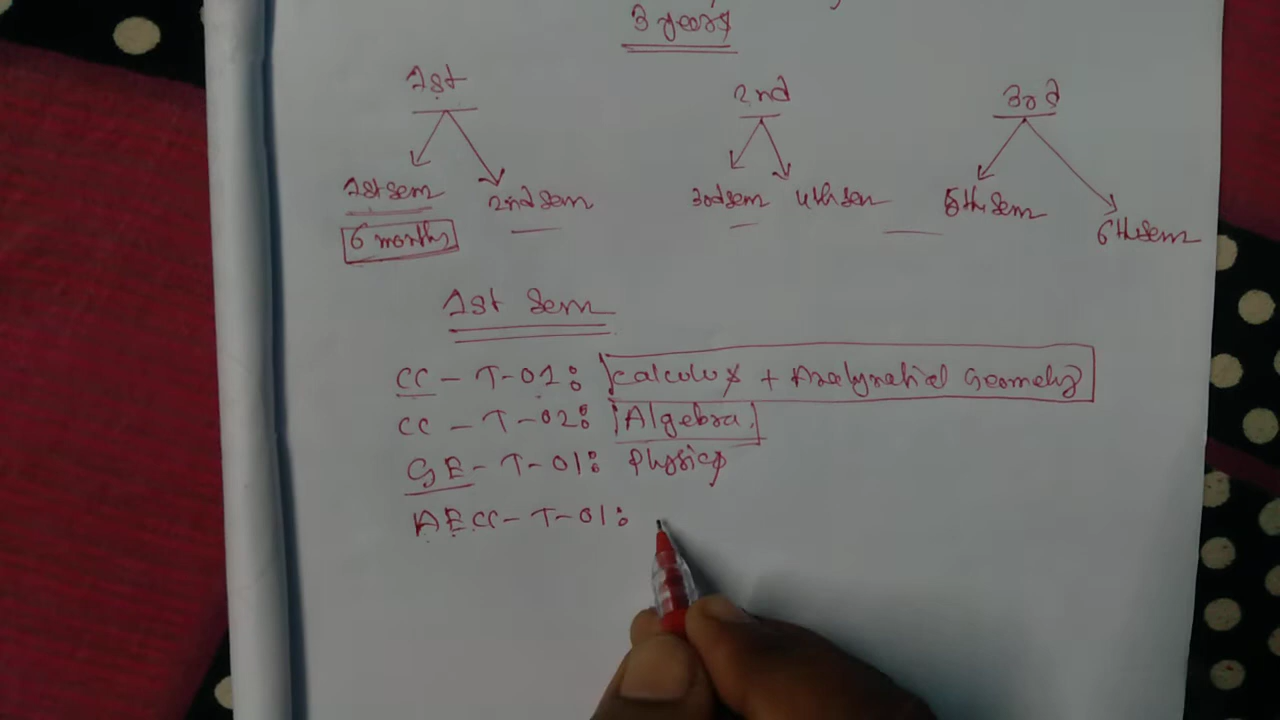 3 years
1st 2nd 3rd
1st sem 2nd sem 3rd sem 4th sem 5th sem 6th sem
6 months
1st Sem
CC - T-01: Calculus + Analynatical Geometry
CC - T-02: Algebra
GE - T-01: Physics
AECC - T-01: